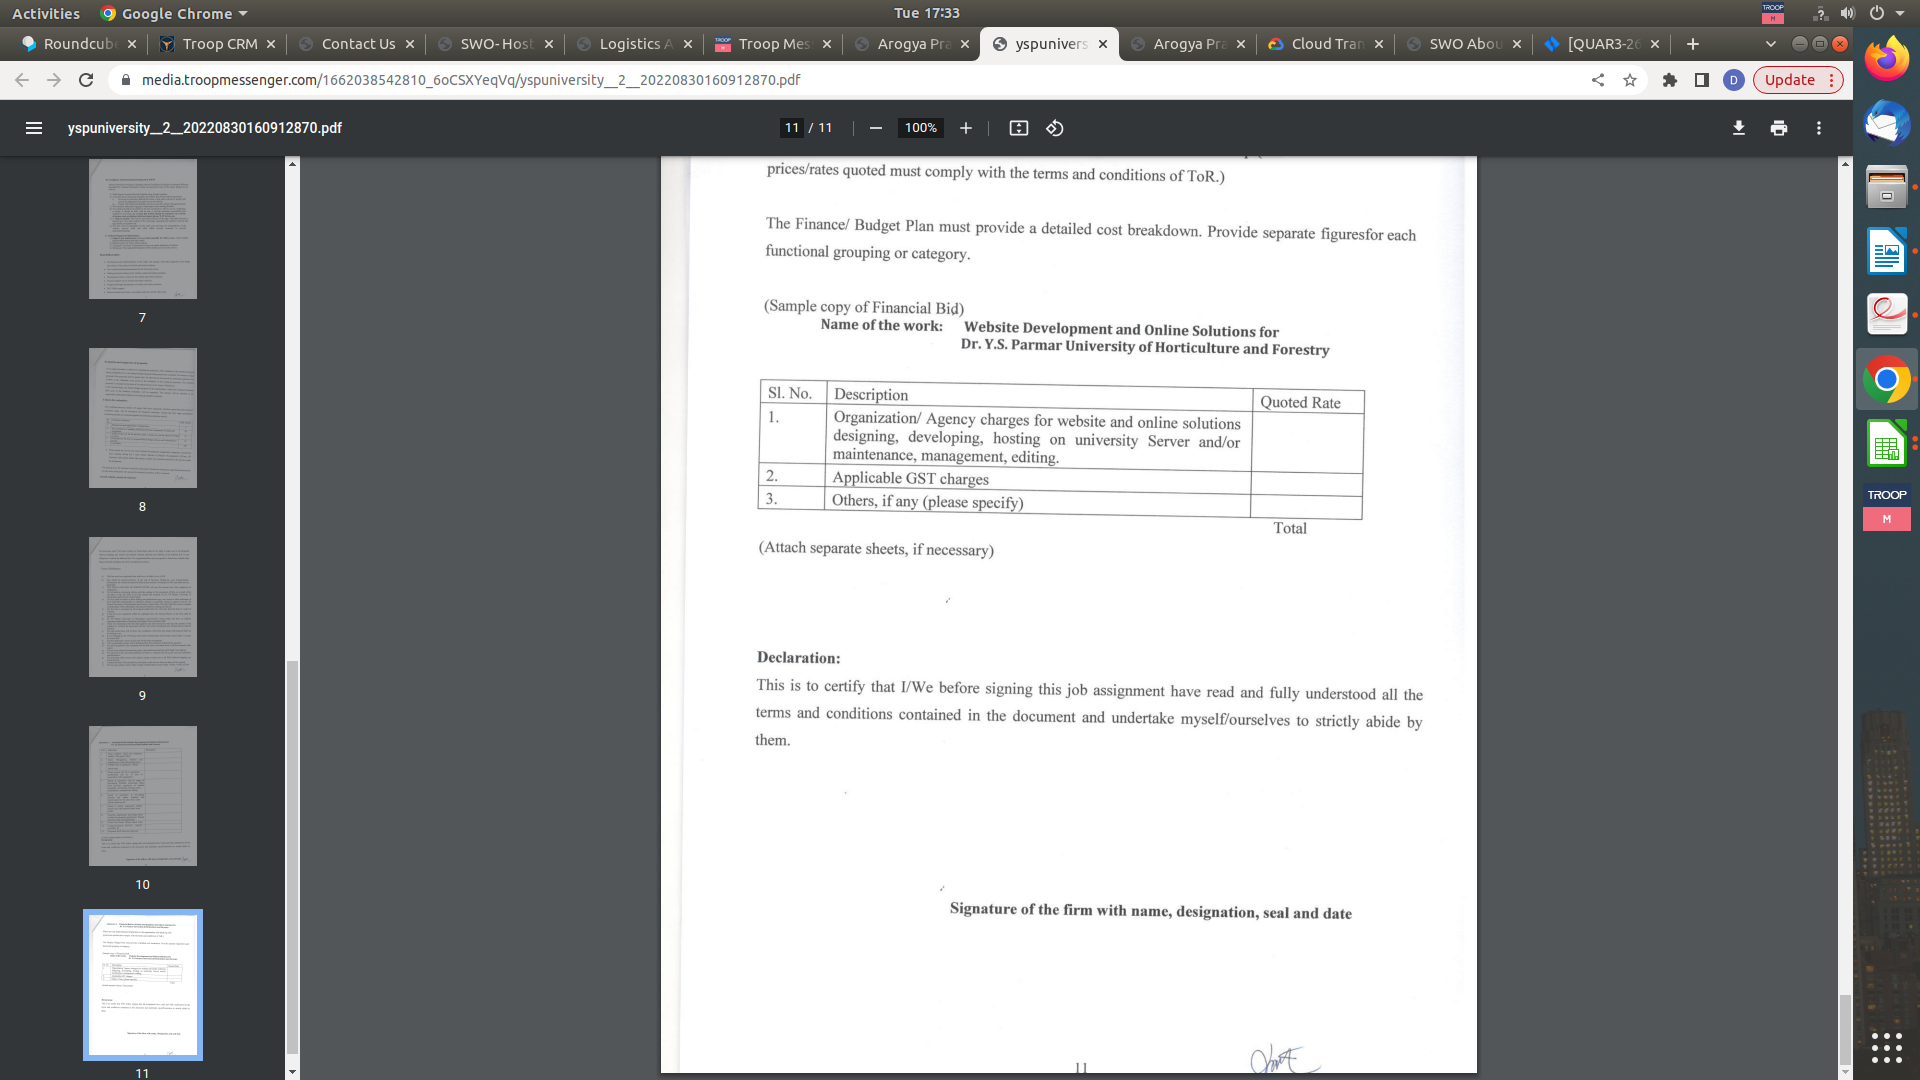 Activities
Google Chrome
Tue 17:33
TROOP
M
Roundcube
Troop CRM
Contact Us
SWO- Host
Logistics A
Troop Mes
Arogya Pra
yspunivers
Arogya Pra
Cloud Tran
SWO Abou
[QUAR3-26
media.troopmessenger.com/1662038542810_6oCSXYeqVq/yspuniversity__2__20220830160912870.pdf
D
Update
yspuniversity__2__20220830160912870.pdf
11 / 11
100%
7
8
9
10
11
prices/rates quoted must comply with the terms and conditions of ToR.)
The Finance/ Budget Plan must provide a detailed cost breakdown. Provide separate figuresfor each
functional grouping or category.
(Sample copy of Financial Bid)
Name of the work: Website Development and Online Solutions for
Dr. Y.S. Parmar University of Horticulture and Forestry
Sl. No. Description Quoted Rate
1. Organization/ Agency charges for website and online solutions
designing, developing, hosting on university Server and/or
maintenance, management, editing.
2. Applicable GST charges
3. Others, if any (please specify)
Total
(Attach separate sheets, if necessary)
Declaration:
This is to certify that I/We before signing this job assignment have read and fully understood all the
terms and conditions contained in the document and undertake myself/ourselves to strictly abide by
them.
Signature of the firm with name, designation, seal and date
11
TROOP
M